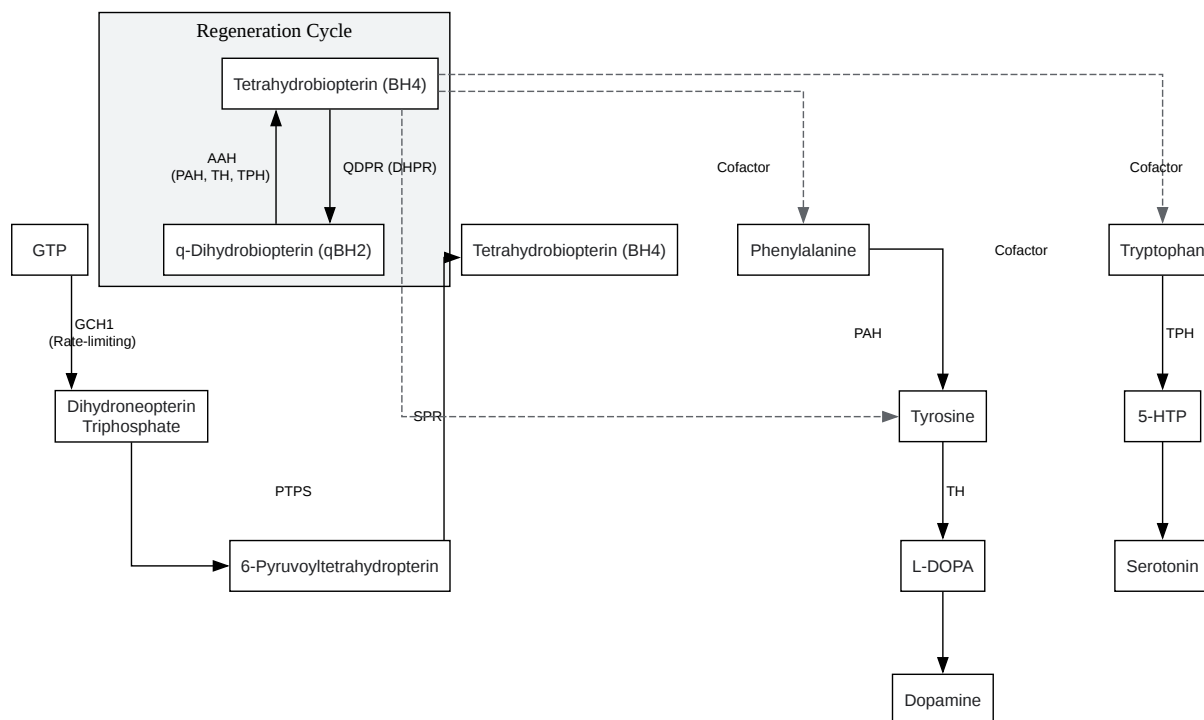 Regeneration Cycle
Tetrahydrobiopterin (BH4)
AAH
(PAH, TH, TPH)
QDPR (DHPR)
Cofactor
Cofactor
GTP
q-Dihydrobiopterin (qBH2)
Tetrahydrobiopterin (BH4)
Phenylalanine
Cofactor
Tryptophan
GCH1
(Rate-limiting)
PAH
TPH
Dihydroneopterin
Triphosphate
SPR
Tyrosine
5-HTP
PTPS
TH
6-Pyruvoyltetrahydropterin
L-DOPA
Serotonin
Dopamine